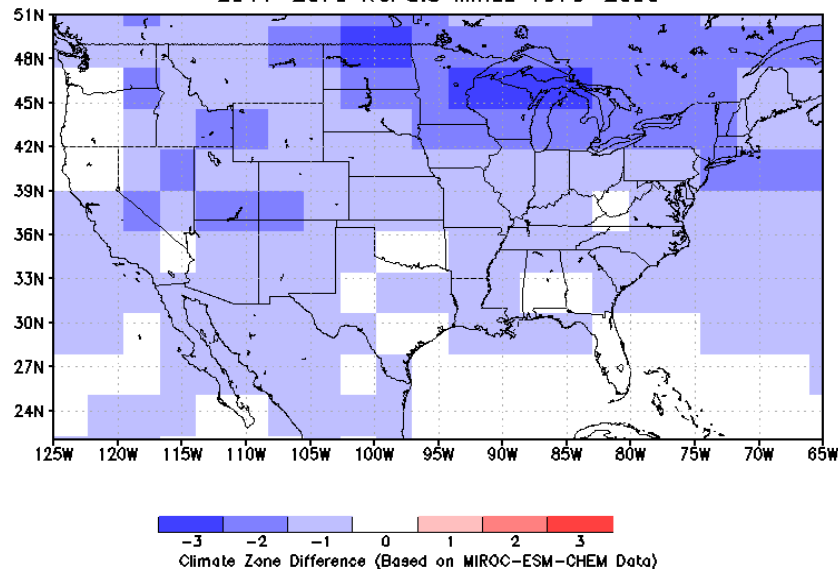 51N
48N
45N
42N
39N
36N
33N
30N
27N
24N
125W 120W 115W 110W 105W 100W 95W 90W 85W 80W 75W 70W 65W
-3 -2 -1 0 1 2 3
Climate Zone Difference (Based on MIROC-ESM-CHEM Data)